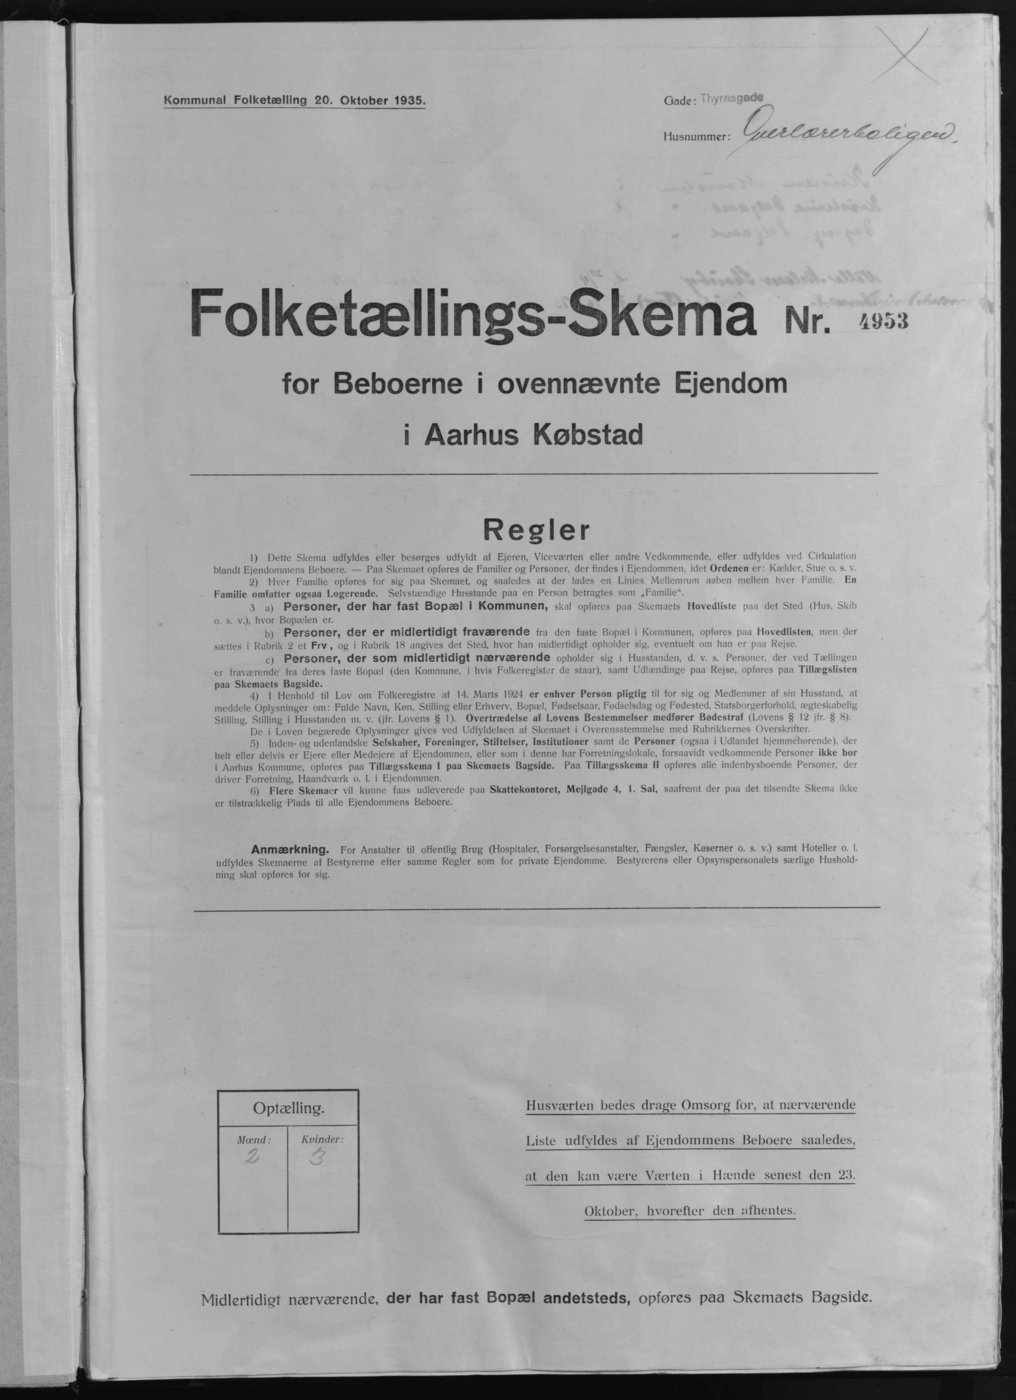 Kommunal Folketælling 20. Oktober 1935.
Gade: Thyrasgade
Husnummer: Overlærerboligen.
Folketællings-Skema Nr. 4953
for Beboerne i ovennævnte Ejendom
i Aarhus Købstad
Regler
1) Dette Skema udfyldes eller besørges udfyldt af Ejeren, Viceværten eller andre Vedkommende, eller udfyldes ved Cirkulation
blandt Ejendommens Beboere. — Paa Skemaet opføres de Familier og Personer, der findes i Ejendommen, idet Ordenen er: Kælder, Stue o. s. v.
2) Hver Familie opføres for sig paa Skemaet, og saaledes at der lades en Linies Mellemrum aaben mellem hver Familie. En
Familie omfatter ogsaa Logerende. Selvstændige Husstande paa en Person betragtes som „Familie".
3 a) Personer, der har fast Bopæl i Kommunen, skal opføres paa Skemaets Hovedliste paa det Sted (Hus, Skib
o. s. v.), hvor Bopælen er.
b) Personer, der er midlertidigt fraværende fra den faste Bopæl i Kommunen, opføres paa Hovedlisten, men der
sættes i Rubrik 2 et Frv, og i Rubrik 18 angives det Sted, hvor han midlertidigt opholder sig, eventuelt om han er paa Rejse.
c) Personer, der som midlertidigt nærværende opholder sig i Husstanden, d. v. s. Personer, der ved Tællingen
er fraværende fra deres faste Bopæl (den Kommune, i hvis Folkeregister de staar), samt Udlændinge paa Rejse, opføres paa Tillægslisten
paa Skemaets Bagside.
4) I Henhold til Lov om Folkeregistre af 14. Marts 1924 er enhver Person pligtig til for sig og Medlemmer af sin Husstand, at
meddele Oplysninger om: Fulde Navn, Køn, Stilling eller Erhverv, Bopæl, Fødselsaar, Fødselsdag og Fødested, Statsborgerforhold, ægteskabelig
Stilling, Stilling i Husstanden m. v. (jfr. Lovens § 1). Overtrædelse af Lovens Bestemmelser medfører Bødestraf (Lovens § 12 jfr. § 8).
De i Loven begærede Oplysninger gives ved Udfyldelsen af Skemaet i Overensstemmelse med Rubrikkernes Overskrifter.
5) Inden- og udenlandske Selskaber, Foreninger, Stiftelser, Institutioner samt de Personer (ogsaa i Udlandet hjemmehørende), der
helt eller delvis er Ejere eller Medejere af Ejendommen, eller som i denne har Forretningslokale, forsaavidt vedkommende Personer ikke bor
i Aarhus Kommune, opføres paa Tillægsskema I paa Skemaets Bagside. Paa Tillægsskema II opføres alle indenbysboende Personer, der
driver Forretning, Haandværk o. l. i Ejendommen.
6) Flere Skemaer vil kunne faas udleverede paa Skattekontoret, Mejlgade 4, 1. Sal, saafremt der paa det tilsendte Skema ikke
er tilstrækkelig Plads til alle Ejendommens Beboere.
Anmærkning. For Anstalter til offentlig Brug (Hospitaler, Forsørgelsesanstalter, Fængsler, Kaserner o. s. v.) samt Hoteller o. l.
udfyldes Skemaerne af Bestyrerne efter samme Regler som for private Ejendomme. Bestyrerens eller Opsynspersonalets særlige Hushold-
ning skal opføres for sig.
Optælling.
Mænd: Kvinder:
2 3
Husværten bedes drage Omsorg for, at nærværende
Liste udfyldes af Ejendommens Beboere saaledes,
at den kan være Værten i Hænde senest den 23.
Oktober, hvorefter den afhentes.
Midlertidigt nærværende, der har fast Bopæl andetsteds, opføres paa Skemaets Bagside.